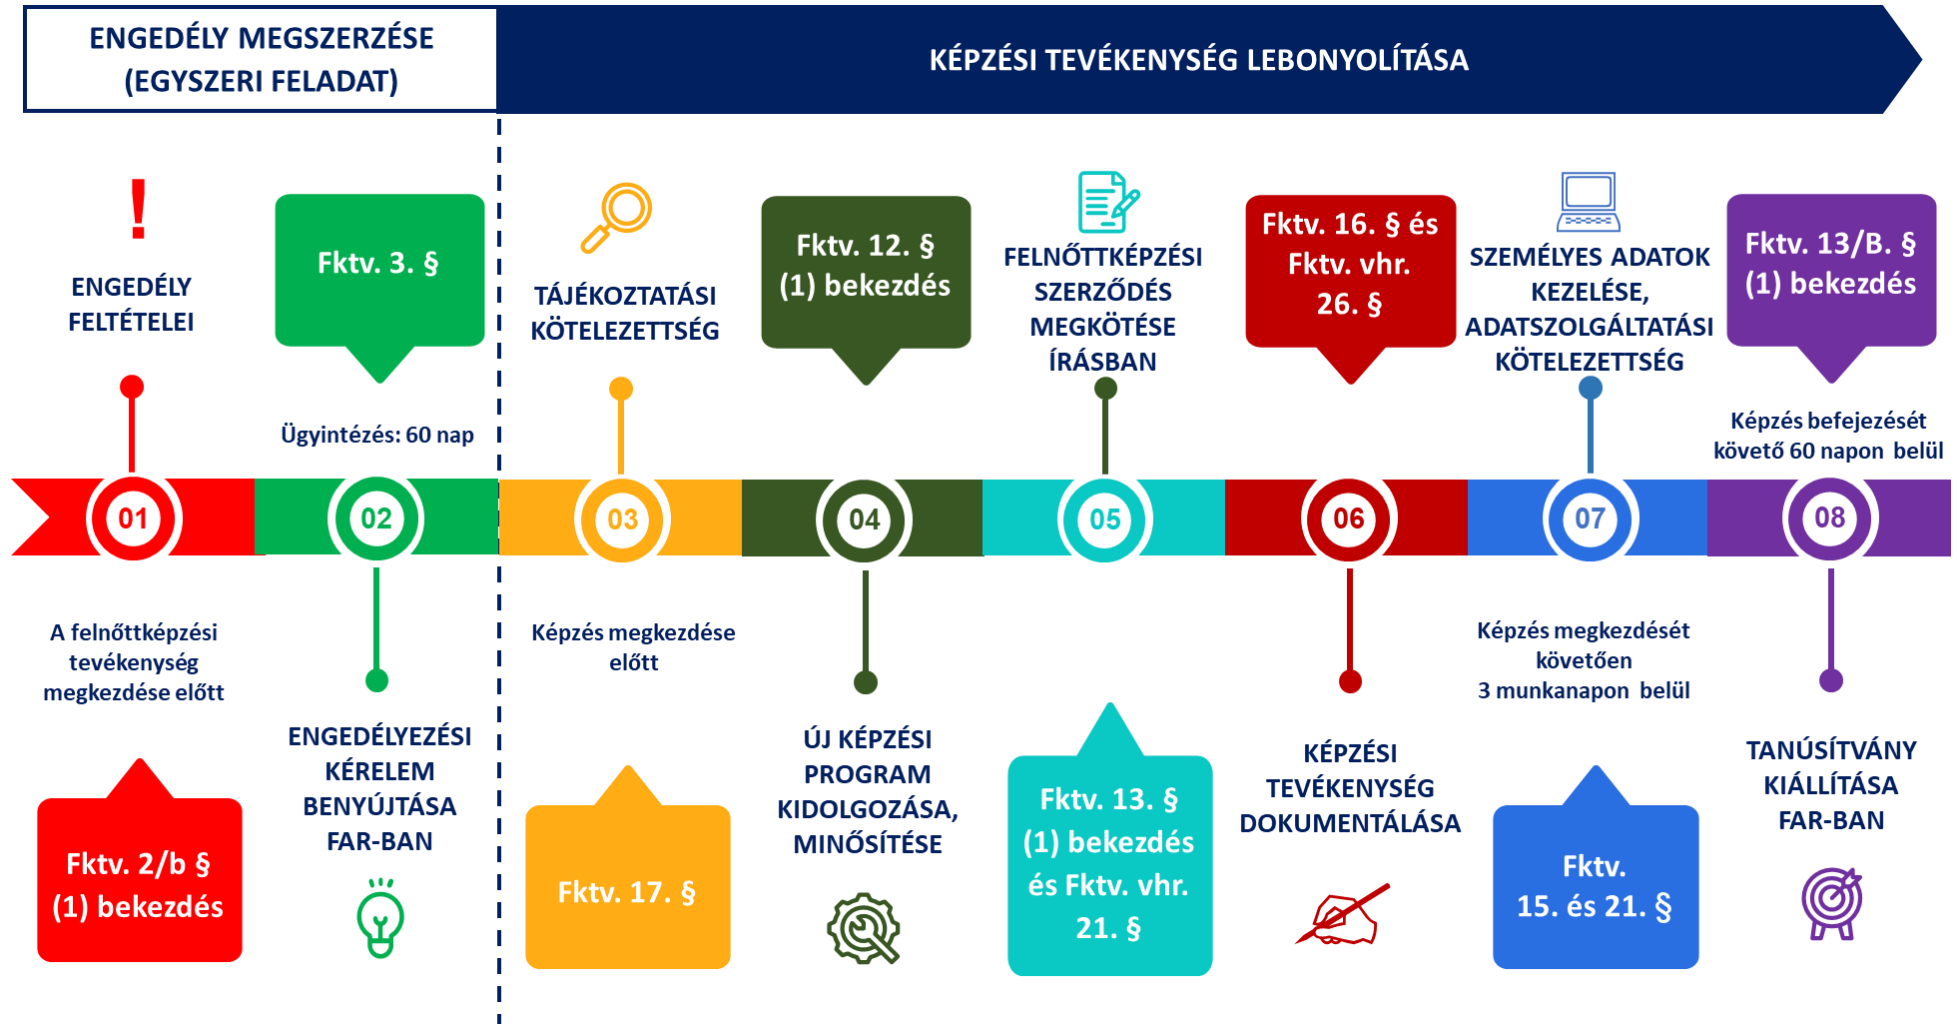 ENGEDÉLY MEGSZERZÉSE
(EGYSZERI FELADAT)
KÉPZÉSI TEVÉKENYSÉG LEBONYOLÍTÁSA
!
ENGEDÉLY
FELTÉTELEI
01
A felnőttképzési
tevékenység
megkezdése előtt
Fktv. 2/b §
(1) bekezdés
Fktv. 3. §
Ügyintézés: 60 nap
02
ENGEDÉLYEZÉSI
KÉRELEM
BENYÚJTÁSA
FAR-BAN
TÁJÉKOZTATÁSI
KÖTELEZETTSÉG
03
Képzés megkezdése
előtt
Fktv. 17. §
Fktv. 12. §
(1) bekezdés
04
ÚJ KÉPZÉSI
PROGRAM
KIDOLGOZÁSA,
MINŐSÍTÉSE
FELNŐTTKÉPZÉSI
SZERZŐDÉS
MEGKÖTÉSE
ÍRÁSBAN
05
Fktv. 13. §
(1) bekezdés
és Fktv. vhr.
21. §
Fktv. 16. § és
Fktv. vhr.
26. §
06
KÉPZÉSI
TEVÉKENYSÉG
DOKUMENTÁLÁSA
SZEMÉLYES ADATOK
KEZELÉSE,
ADATSZOLGÁLTATÁSI
KÖTELEZETTSÉG
07
Képzés megkezdését
követően
3 munkanapon belül
Fktv.
15. és 21. §
Fktv. 13/B. §
(1) bekezdés
Képzés befejezését
követő 60 napon belül
08
TANÚSÍTVÁNY
KIÁLLÍTÁSA
FAR-BAN